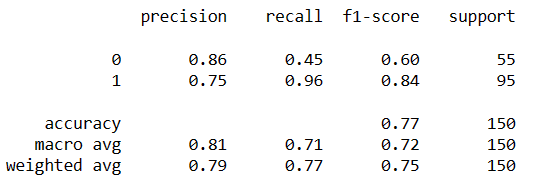 precision recall f1-score support
0 0.86 0.45 0.60 55
1 0.75 0.96 0.84 95
accuracy 0.77 150
macro avg 0.81 0.71 0.72 150
weighted avg 0.79 0.77 0.75 150